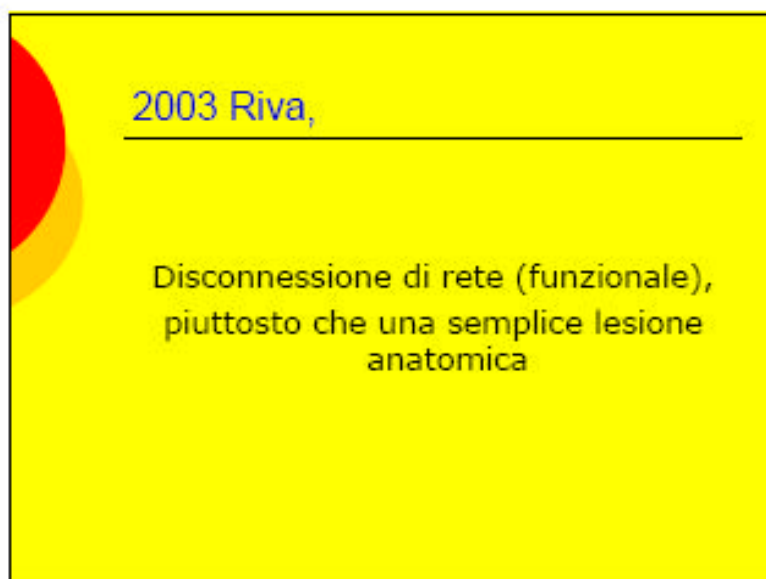 2003 Riva,
Disconnessione di rete (funzionale),
piuttosto che una semplice lesione
anatomica